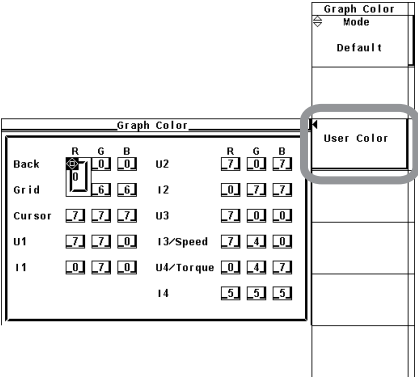 Graph Color
Mode
Default
User Color
Graph Color
R G B R G B
Back 0 0 0 U2 7 0 7
Grid 6 6 I2 0 7 7
Cursor 7 7 7 U3 7 0 0
U1 7 7 0 I3/Speed 7 4 0
I1 0 7 0 U4/Torque 0 4 7
I4 5 5 5